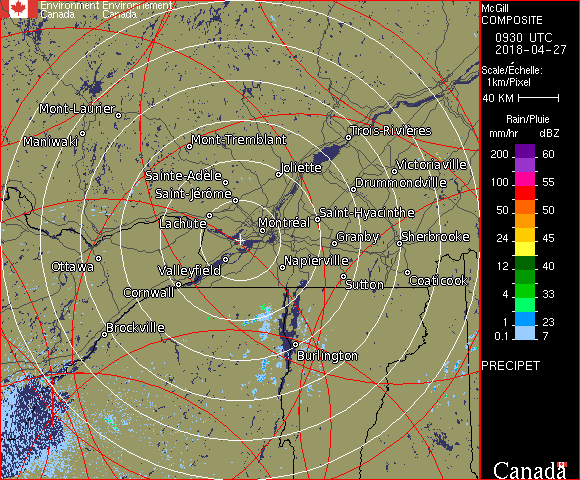 Environment Environnement
Canada Canada
McGill
COMPOSITE
0930 UTC
2018-04-27
Scale/Échelle:
1km/Pixel
40 KM
Rain/Pluie
mm/hr dBZ
200 60
155
100 55
50 50
24 45
12 40
4 33
1 23
0.1 7
PRECIPET
Canada
Mont-Laurier
Maniwaki
Mont-Tremblant
Trois-Rivières
Joliette
Victoriaville
Sainte-Adèle
Drummondville
Saint-Jérôme
Lachute
Montréal
Saint-Hyacinthe
Granby
Sherbrooke
Ottawa
Valleyfield
Napierville
Sutton
Coaticook
Cornwall
Brockville
Burlington